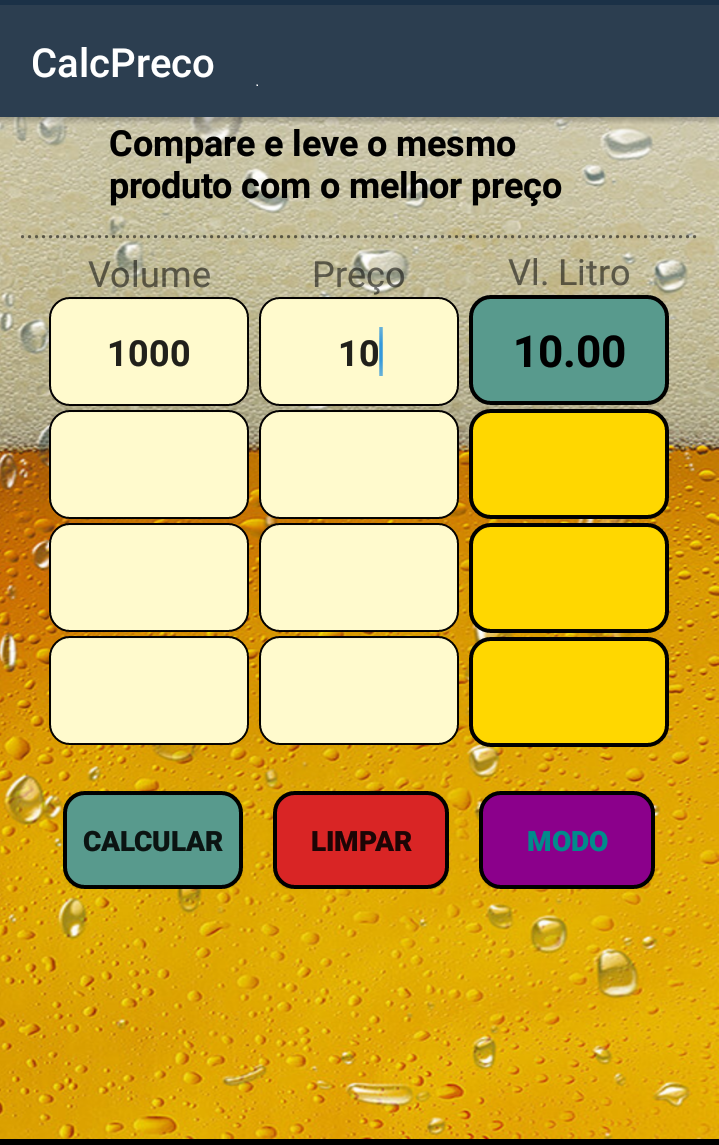 CalcPreco
Compare e leve o mesmo
produto com o melhor preço
Volume Preço Vl. Litro
1000 10 10.00
CALCULAR LIMPAR MODO